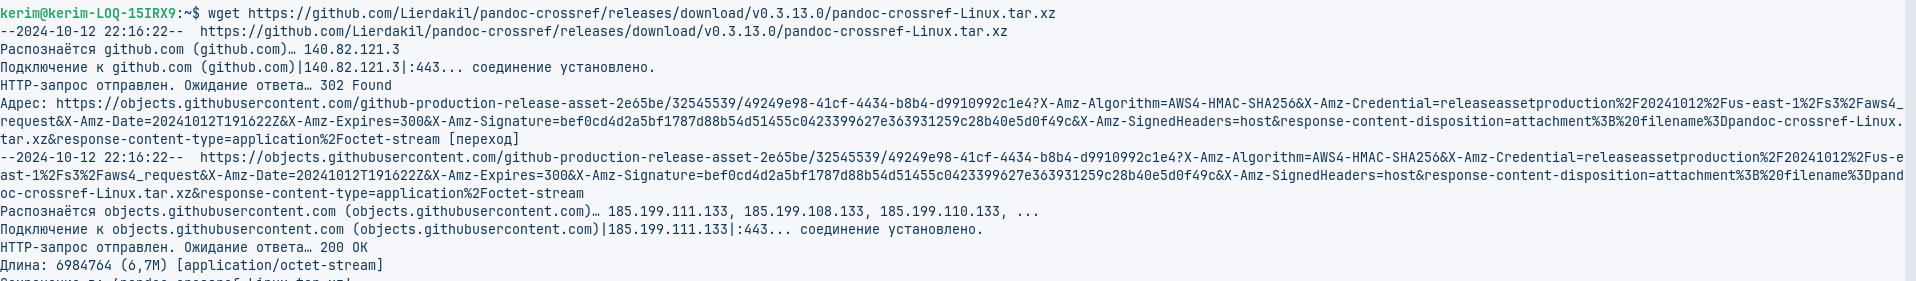 kerim@kerim-LOQ-15IRX9:~$ wget https://github.com/Lierdakil/pandoc-crossref/releases/download/v0.3.13.0/pandoc-crossref-Linux.tar.xz
--2024-10-12 22:16:22--  https://github.com/Lierdakil/pandoc-crossref/releases/download/v0.3.13.0/pandoc-crossref-Linux.tar.xz
Распознаётся github.com (github.com)… 140.82.121.3
Подключение к github.com (github.com)|140.82.121.3|:443... соединение установлено.
HTTP-запрос отправлен. Ожидание ответа… 302 Found
Адрес: https://objects.githubusercontent.com/github-production-release-asset-2e65be/32545539/49249e98-41cf-4434-b8b4-d9910992c1e4?X-Amz-Algorithm=AWS4-HMAC-SHA256&X-Amz-Credential=releaseassetproduction%2F20241012%2Fus-east-1%2Fs3%2Faws4_
request&X-Amz-Date=20241012T191622Z&X-Amz-Expires=300&X-Amz-Signature=bef0cd4d2a5bf1787d88b54d51455c0423399627e363931259c28b40e5d0f49c&X-Amz-SignedHeaders=host&response-content-disposition=attachment%3B%20filename%3Dpandoc-crossref-Linux.
tar.xz&response-content-type=application%2Foctet-stream [переход]
--2024-10-12 22:16:22--  https://objects.githubusercontent.com/github-production-release-asset-2e65be/32545539/49249e98-41cf-4434-b8b4-d9910992c1e4?X-Amz-Algorithm=AWS4-HMAC-SHA256&X-Amz-Credential=releaseassetproduction%2F20241012%2Fus-e
ast-1%2Fs3%2Faws4_request&X-Amz-Date=20241012T191622Z&X-Amz-Expires=300&X-Amz-Signature=bef0cd4d2a5bf1787d88b54d51455c0423399627e363931259c28b40e5d0f49c&X-Amz-SignedHeaders=host&response-content-disposition=attachment%3B%20filename%3Dpand
oc-crossref-Linux.tar.xz&response-content-type=application%2Foctet-stream
Распознаётся objects.githubusercontent.com (objects.githubusercontent.com)… 185.199.111.133, 185.199.108.133, 185.199.110.133, ...
Подключение к objects.githubusercontent.com (objects.githubusercontent.com)|185.199.111.133|:443... соединение установлено.
HTTP-запрос отправлен. Ожидание ответа… 200 OK
Длина: 6984764 (6,7M) [application/octet-stream]